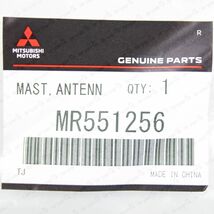 R
MITSUBISHI
MOTORS
GENUINE PARTS
MAST, ANTENN QTY: 1
MR551256
TJ
MADE IN CHINA